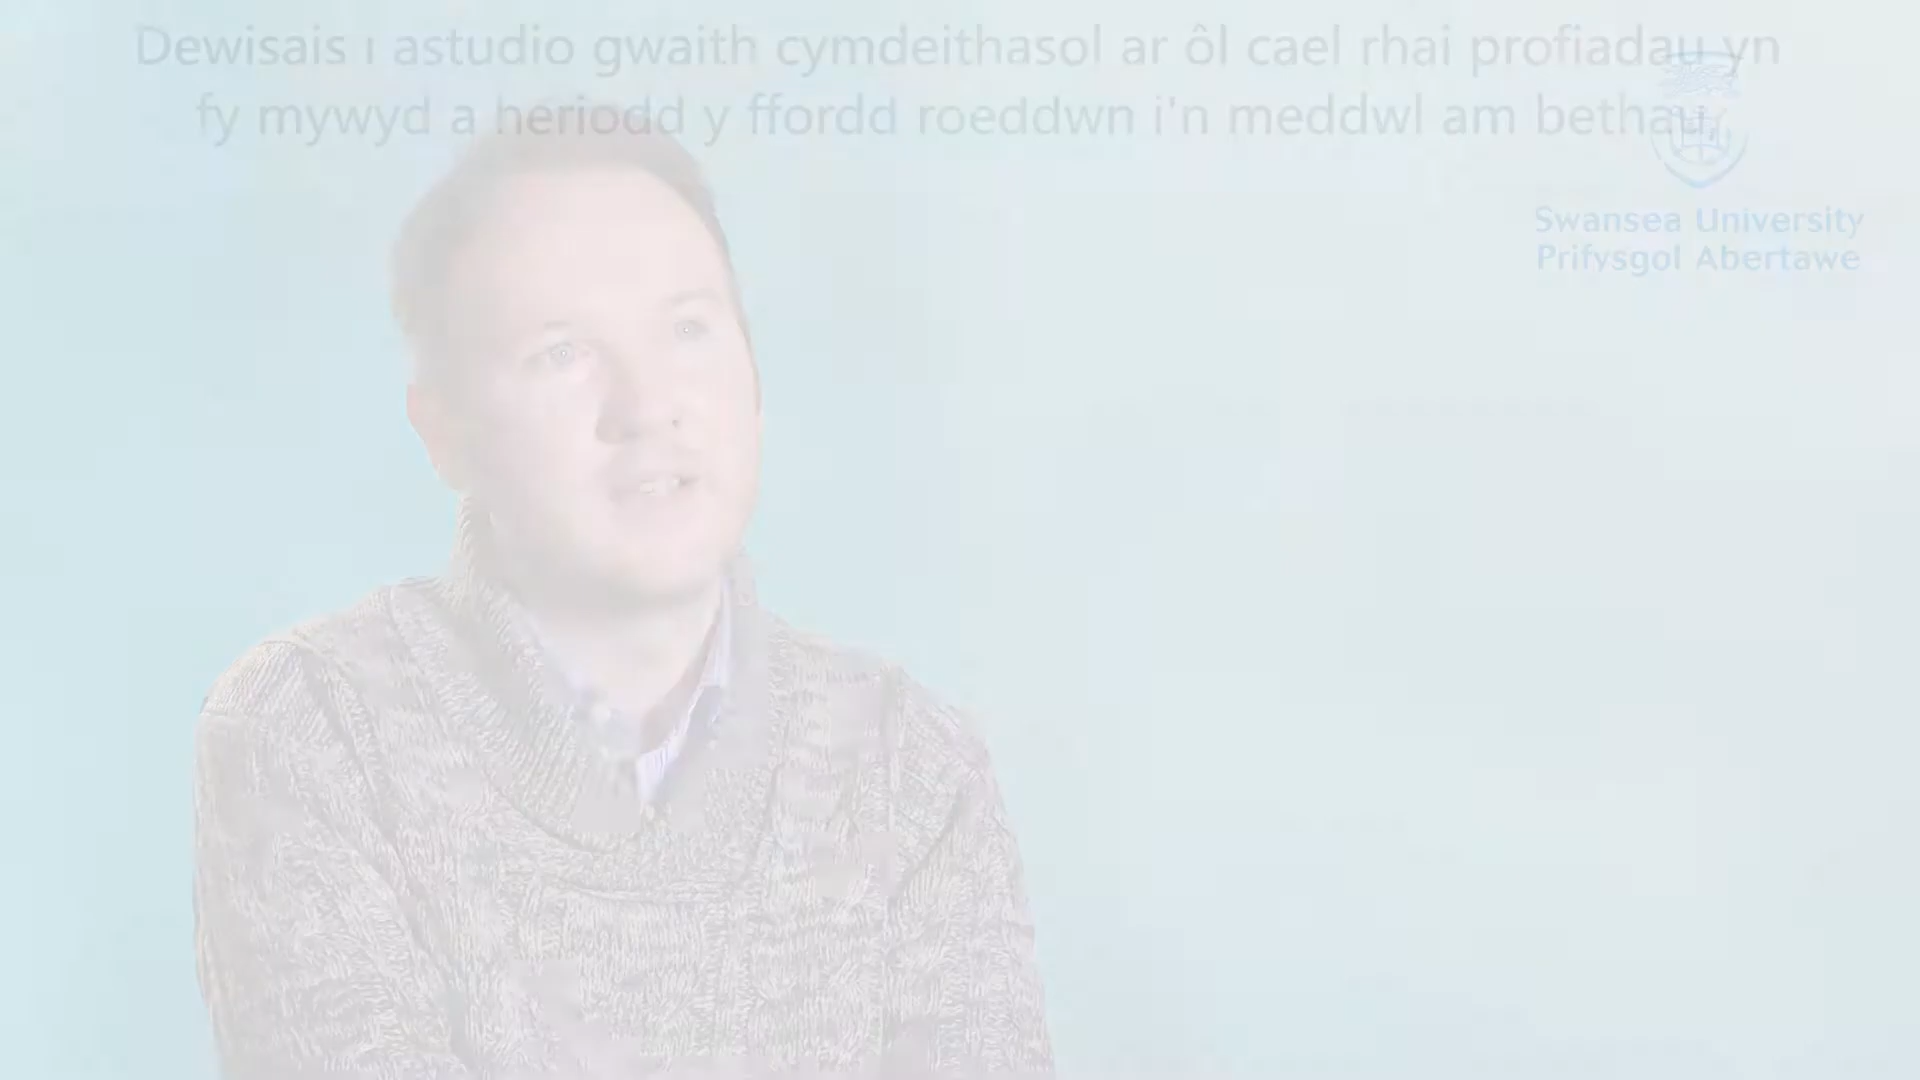 Dewisais i astudio gwaith cymdeithasol ar ôl cael rhai profiadau yn
fy mywyd a heriodd y ffordd roeddwn i'n meddwl am bethau.
Swansea University
Prifysgol Abertawe